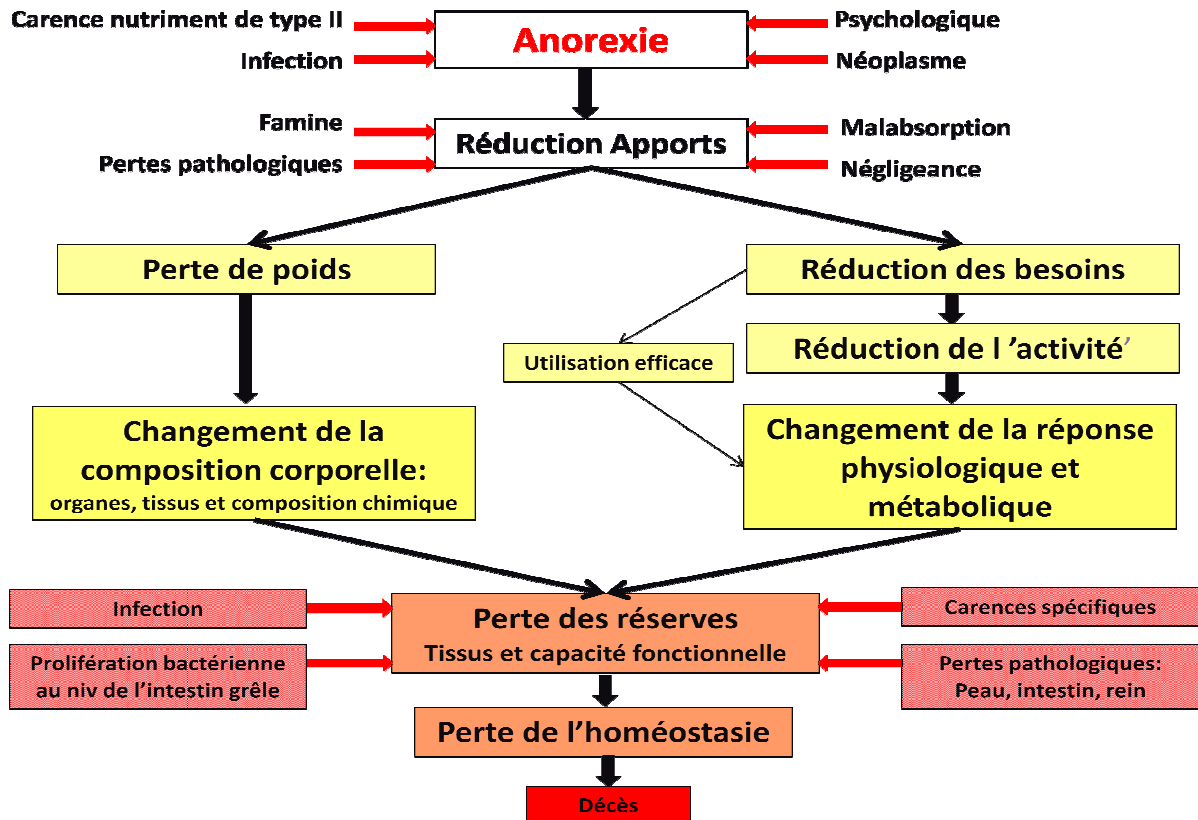 Carence nutriment de type II
Psychologique
Anorexie
Infection
Néoplasme
Famine
Malabsorption
Réduction Apports
Pertes pathologiques
Négligeance
Perte de poids
Réduction des besoins
Utilisation efficace
Réduction de l ’activité’
Changement de la
composition corporelle:
organes, tissus et composition chimique
Changement de la réponse
physiologique et
métabolique
Infection
Perte des réserves
Tissus et capacité fonctionnelle
Carences spécifiques
Prolifération bactérienne
au niv de l’intestin grêle
Pertes pathologiques:
Peau, intestin, rein
Perte de l’homéostasie
Décès